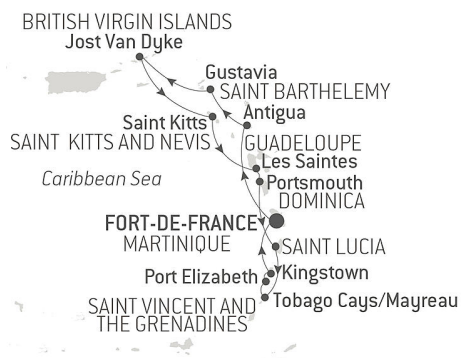 BRITISH VIRGIN ISLANDS
Jost Van Dyke
Gustavia
SAINT BARTHELEMY
Antigua
Saint Kitts
SAINT KITTS AND NEVIS
GUADELOUPE
Les Saintes
Caribbean Sea
Portsmouth
DOMINICA
FORT-DE-FRANCE
MARTINIQUE
SAINT LUCIA
Kingstown
Port Elizabeth
Tobago Cays/Mayreau
SAINT VINCENT AND
THE GRENADINES